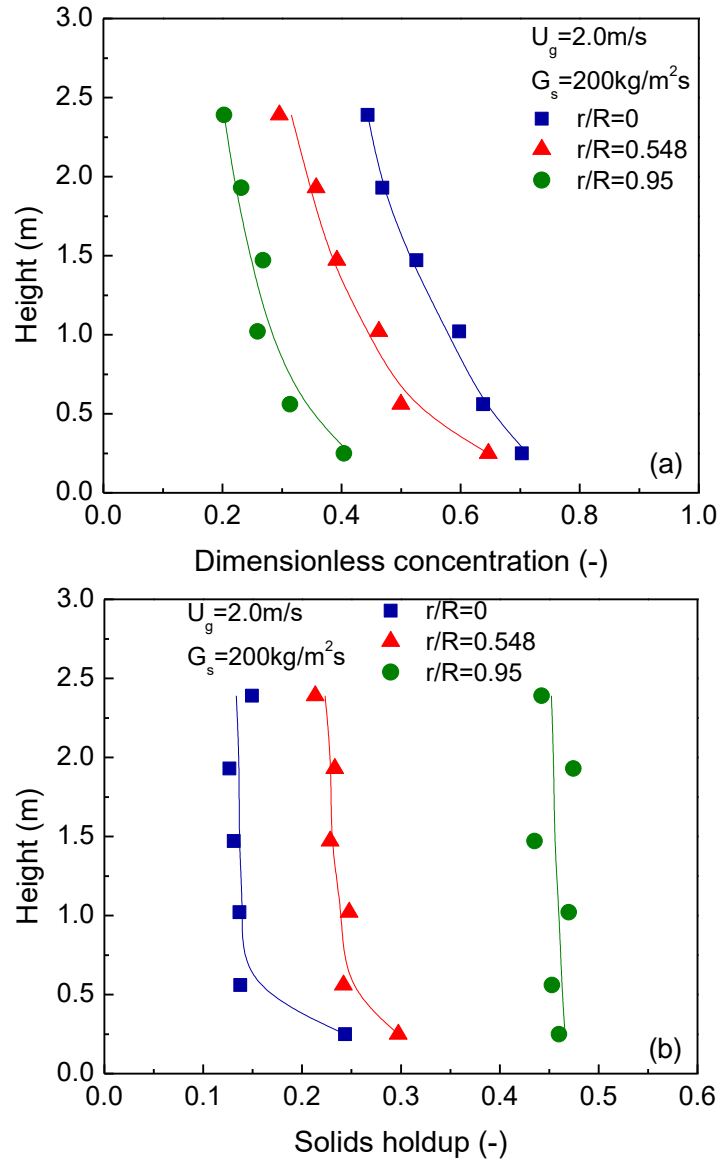 3.0
U_g=2.0m/s
G_s=200kg/m²s
r/R=0
r/R=0.548
r/R=0.95
2.5
2.0
1.5
1.0
0.5
0.0
Height (m)
(a)
0.0 0.2 0.4 0.6 0.8 1.0
Dimensionless concentration (-)
3.0
U_g=2.0m/s
G_s=200kg/m²s
r/R=0
r/R=0.548
r/R=0.95
2.5
2.0
1.5
1.0
0.5
0.0
Height (m)
(b)
0.0 0.1 0.2 0.3 0.4 0.5 0.6
Solids holdup (-)